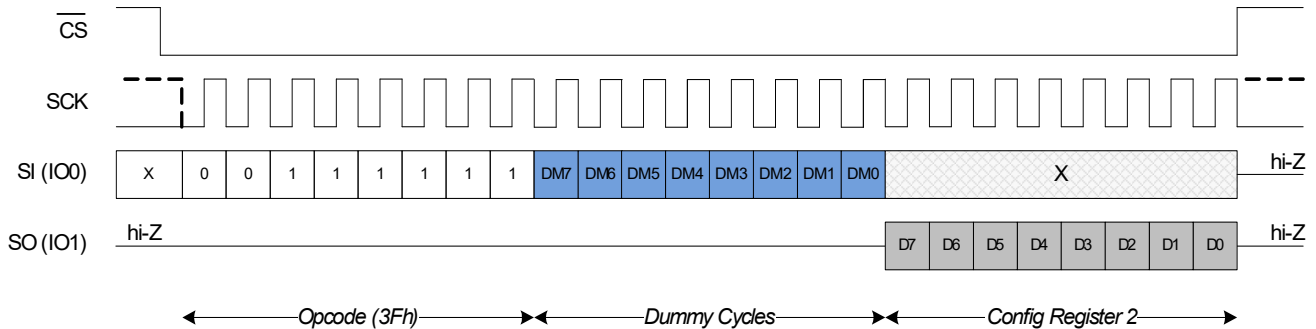 CS
SCK
SI (IO0) X 0 0 1 1 1 1 1 1 DM7 DM6 DM5 DM4 DM3 DM2 DM1 DM0 X hi-Z
SO (IO1) hi-Z D7 D6 D5 D4 D3 D2 D1 D0 hi-Z
Opcode (3Fh) Dummy Cycles Config Register 2